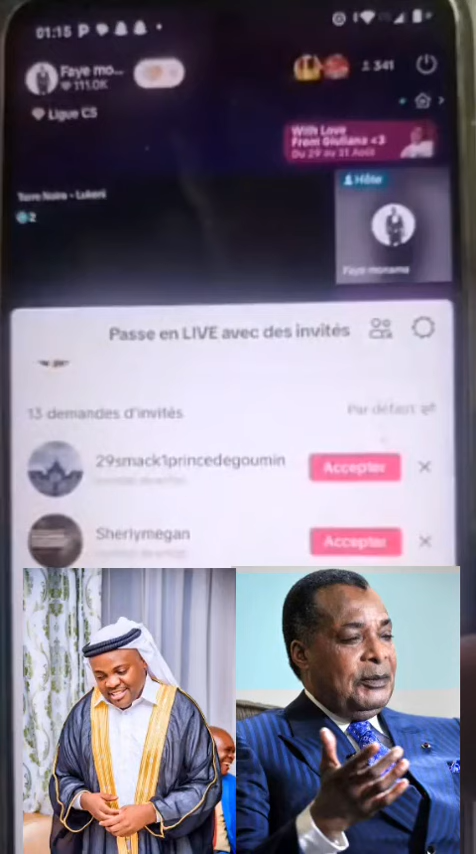 01:15
Faye mo...
111.0K
341
Ligue C5
With Love
From Giuliana <3
Du 29 au 31 Août
Terre Noire - Lukeni
2
Hôte
Faye monama
Passe en LIVE avec des invités
13 demandes d'invités
Par défaut
29smack1princedegoumin
Accepter
Sherlymegan
Accepter